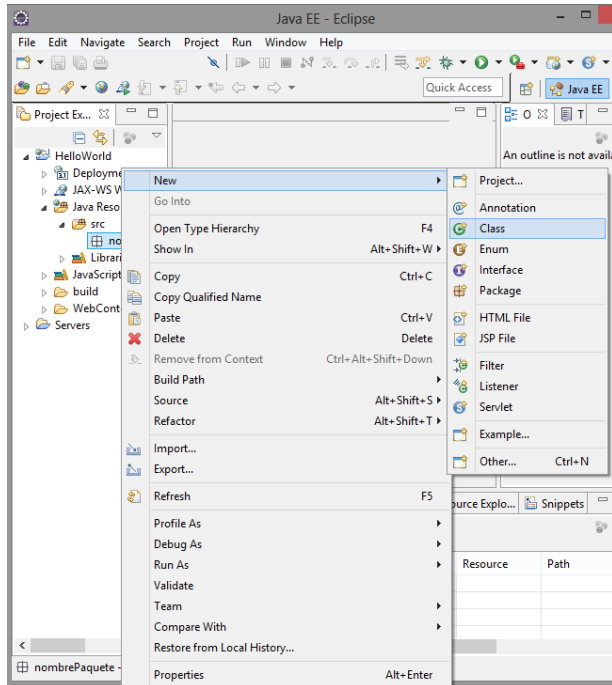 Java EE - Eclipse
File Edit Navigate Search Project Run Window Help
Quick Access
Java EE
Project Ex...
O
T
An outline is not avail
HelloWorld
Deployme
JAX-WS W
Java Reso
src
no
Librari
JavaScript
build
WebCont
Servers
New
Go Into
Open Type Hierarchy F4
Show In Alt+Shift+W
Copy Ctrl+C
Copy Qualified Name
Paste Ctrl+V
Delete Delete
Remove from Context Ctrl+Alt+Shift+Down
Build Path
Source Alt+Shift+S
Refactor Alt+Shift+T
Import...
Export...
Refresh F5
Profile As
Debug As
Run As
Validate
Team
Compare With
Restore from Local History...
Properties Alt+Enter
Project...
Annotation
Class
Enum
Interface
Package
HTML File
JSP File
Filter
Listener
Servlet
Example...
Other... Ctrl+N
ource Explo... Snippets
Resource Path
nombrePaquete -